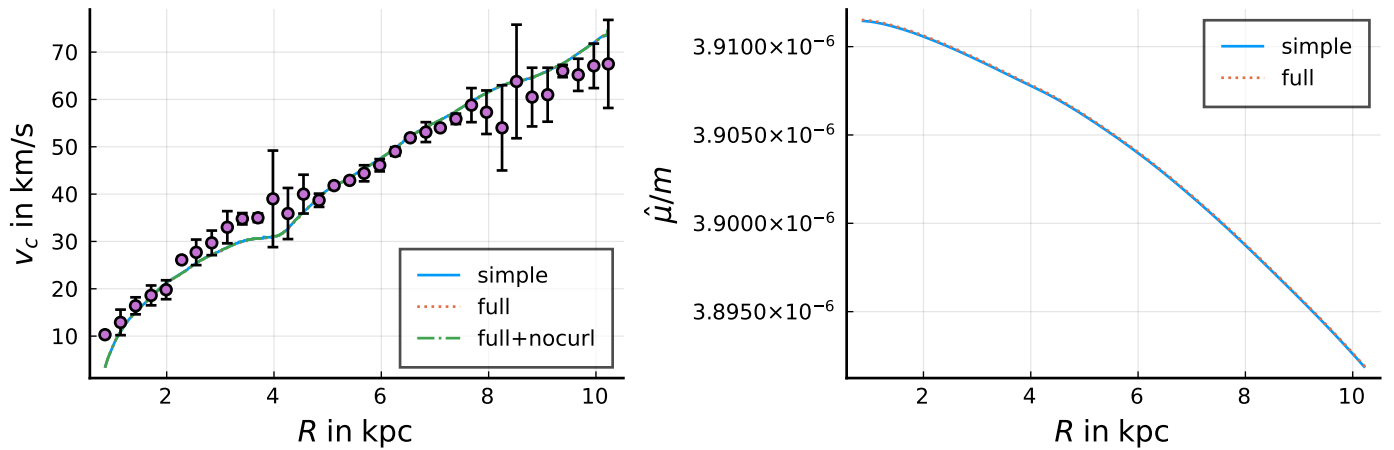 70
60
50
40
30
20
10
v_c in km/s
2
4
6
8
10
R in kpc
simple
full
full+nocurl
3.9100×10⁻⁶
3.9050×10⁻⁶
3.9000×10⁻⁶
3.8950×10⁻⁶
μ̂/m
2
4
6
8
10
R in kpc
simple
full